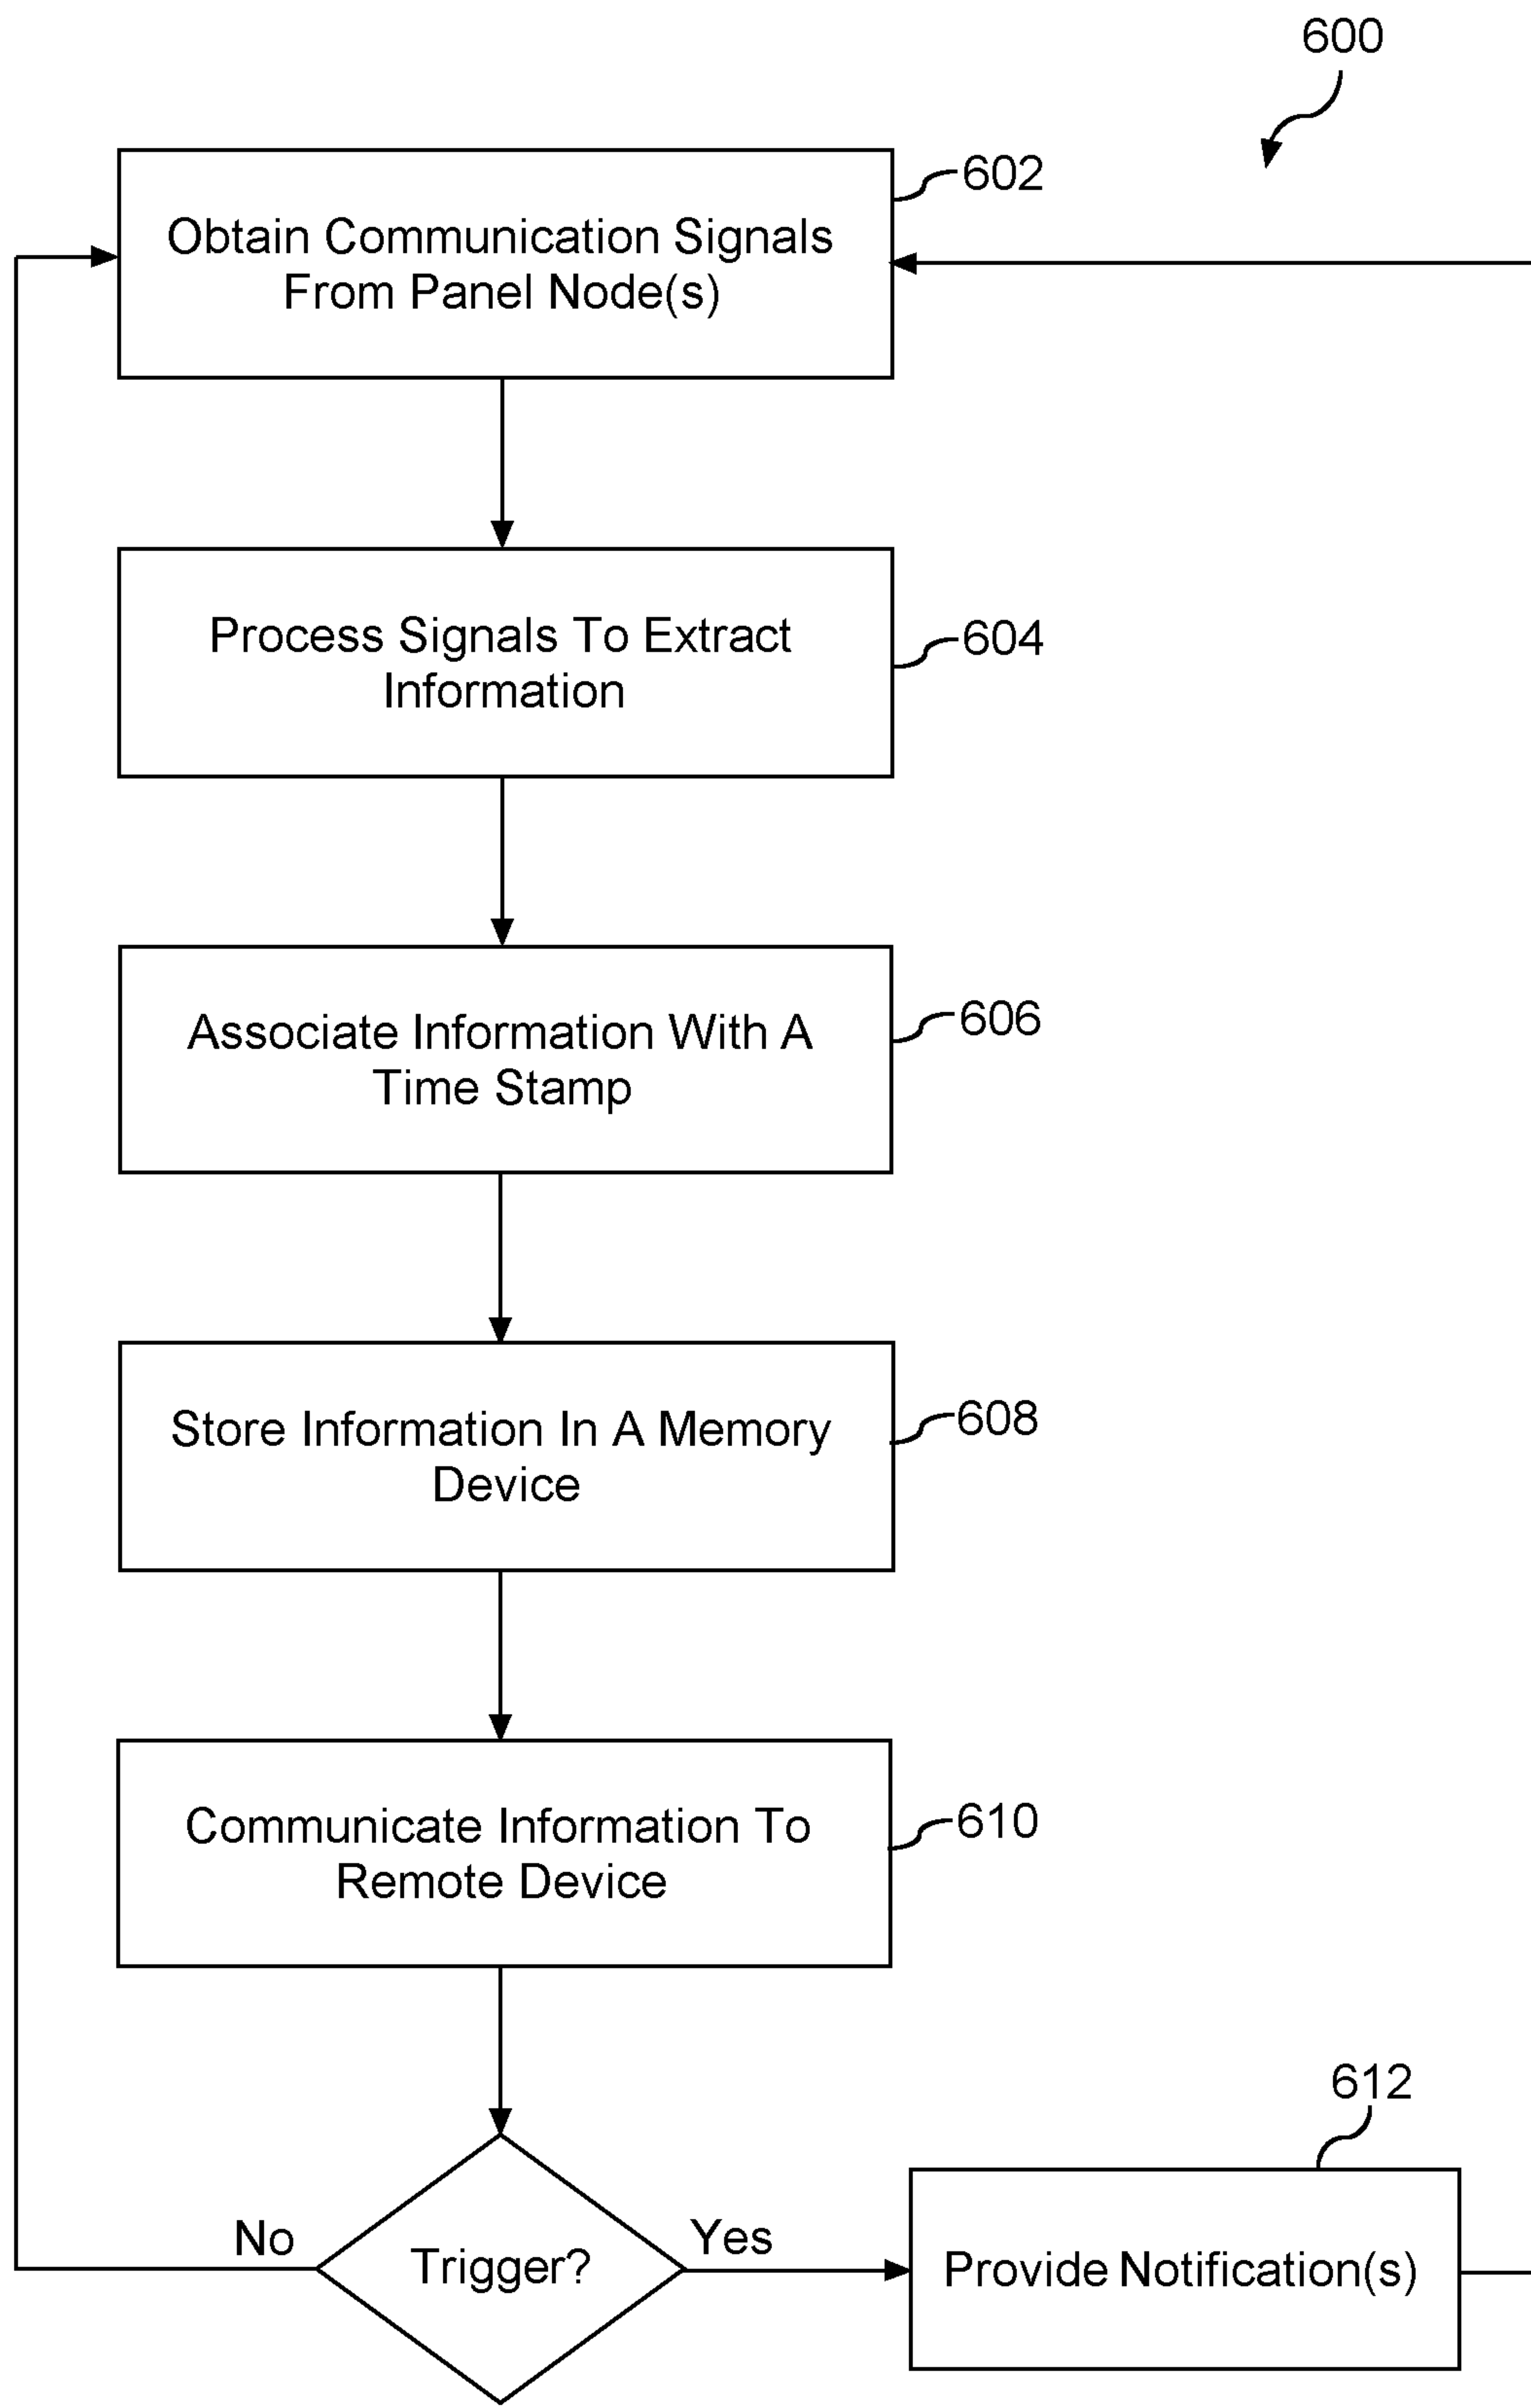 600
602
Obtain Communication Signals
From Panel Node(s)
Process Signals To Extract
Information
604
Associate Information With A
Time Stamp
606
Store Information In A Memory
Device
608
Communicate Information To
Remote Device
610
612
No
Trigger?
Yes
Provide Notification(s)